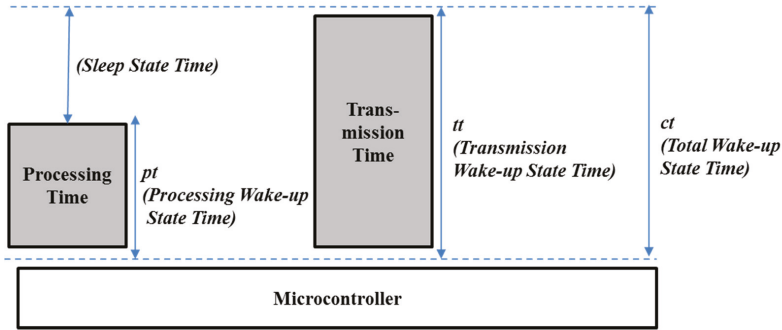 (Sleep State Time)
Processing
Time
pt
(Processing Wake-up
State Time)
Trans-
mission
Time
tt
(Transmission
Wake-up State Time)
ct
(Total Wake-up
State Time)
Microcontroller